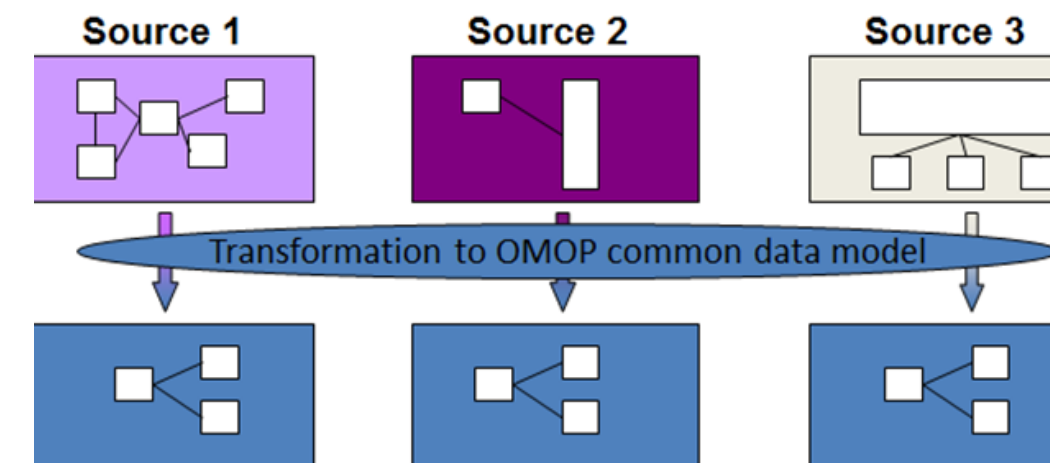 Source 1 Source 2 Source 3
Transformation to OMOP common data model